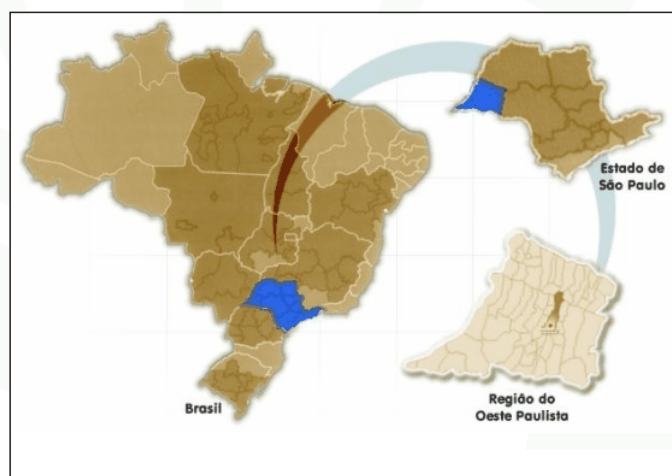 Estado de
São Paulo
Brasil
Região do
Oeste Paulista